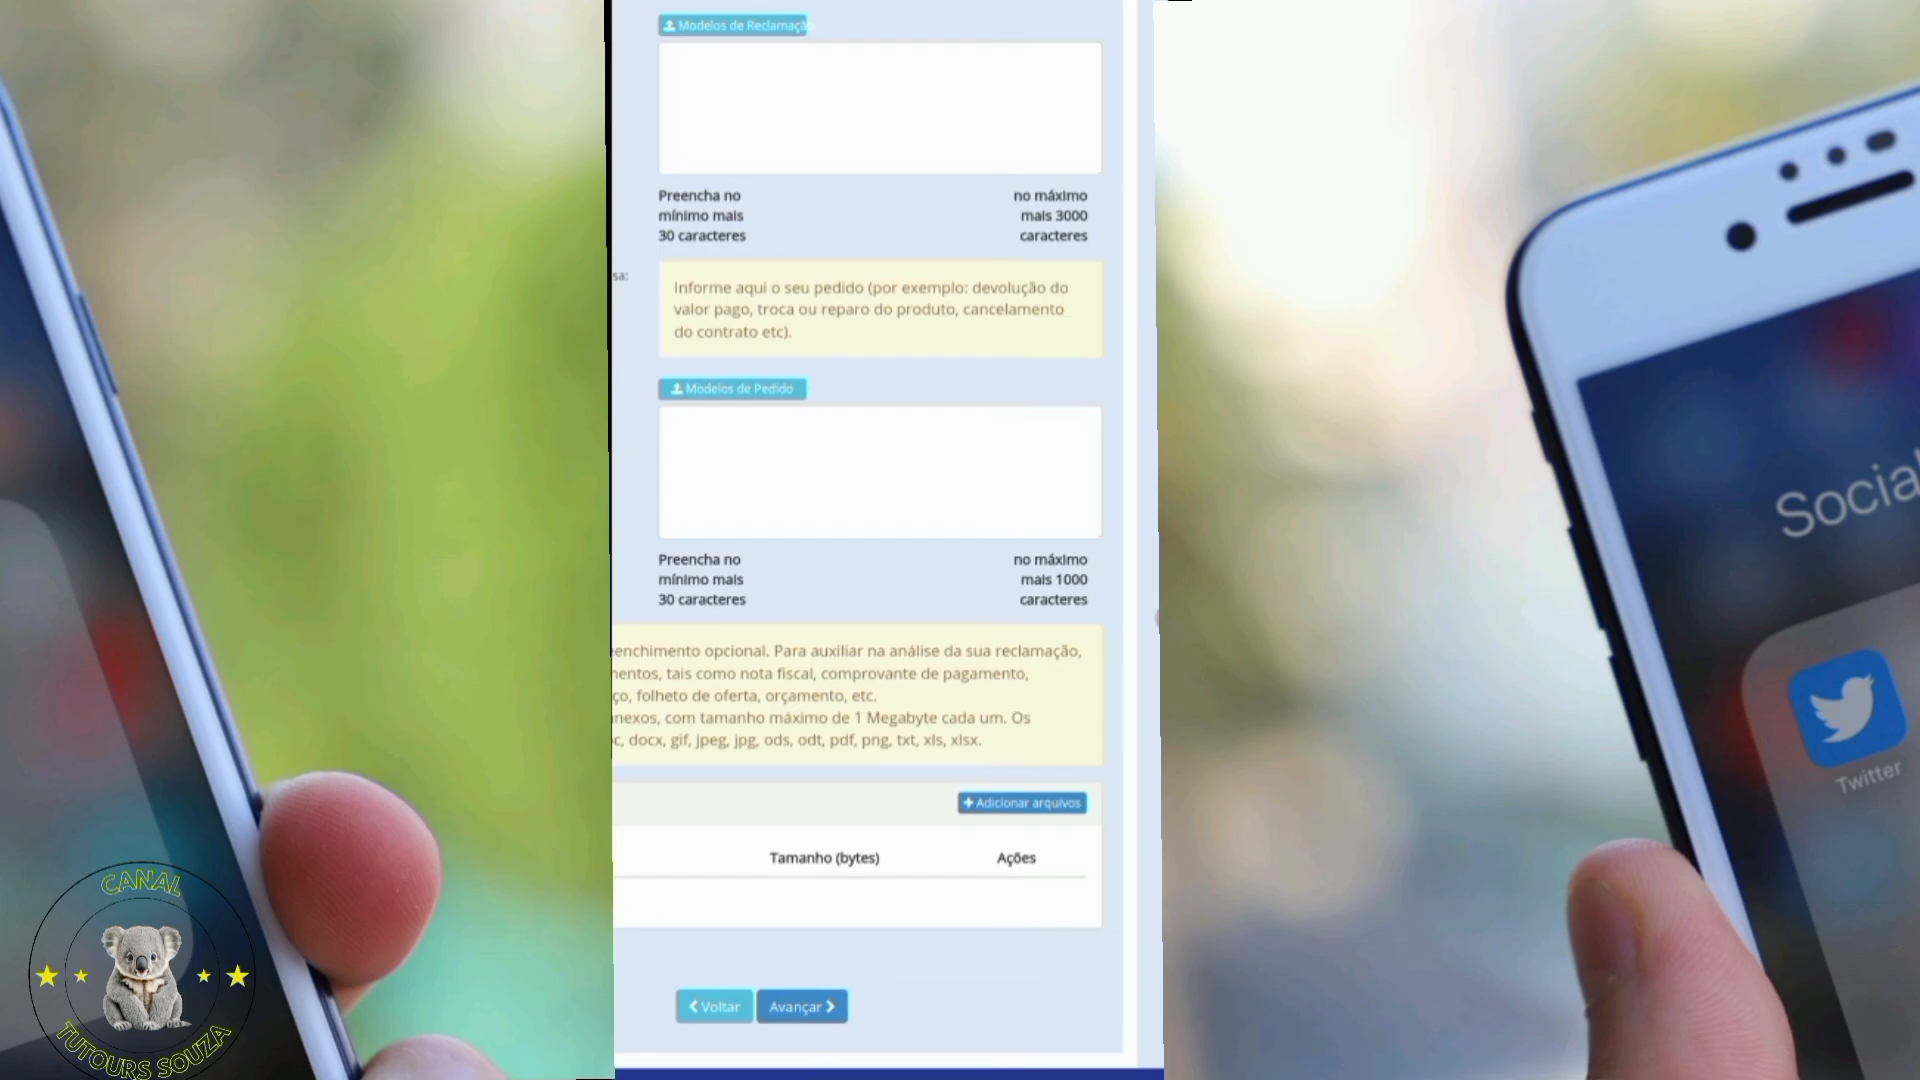 Modelos de Reclamaçã
Preencha no
mínimo mais
30 caracteres
no máximo
mais 3000
caracteres
sa:
Informe aqui o seu pedido (por exemplo: devolução do
valor pago, troca ou reparo do produto, cancelamento
do contrato etc).
Modelos de Pedido
Preencha no
mínimo mais
30 caracteres
no máximo
mais 1000
caracteres
enchimento opcional. Para auxiliar na análise da sua reclamação,
nentos, tais como nota fiscal, comprovante de pagamento,
ço, folheto de oferta, orçamento, etc.
nexos, com tamanho máximo de 1 Megabyte cada um. Os
c, docx, gif, jpeg, jpg, ods, odt, pdf, png, txt, xls, xlsx.
Adicionar arquivos
Tamanho (bytes)
Ações
Voltar
Avançar
Social
Twitter
CANAL
TUTOURS SOUZA